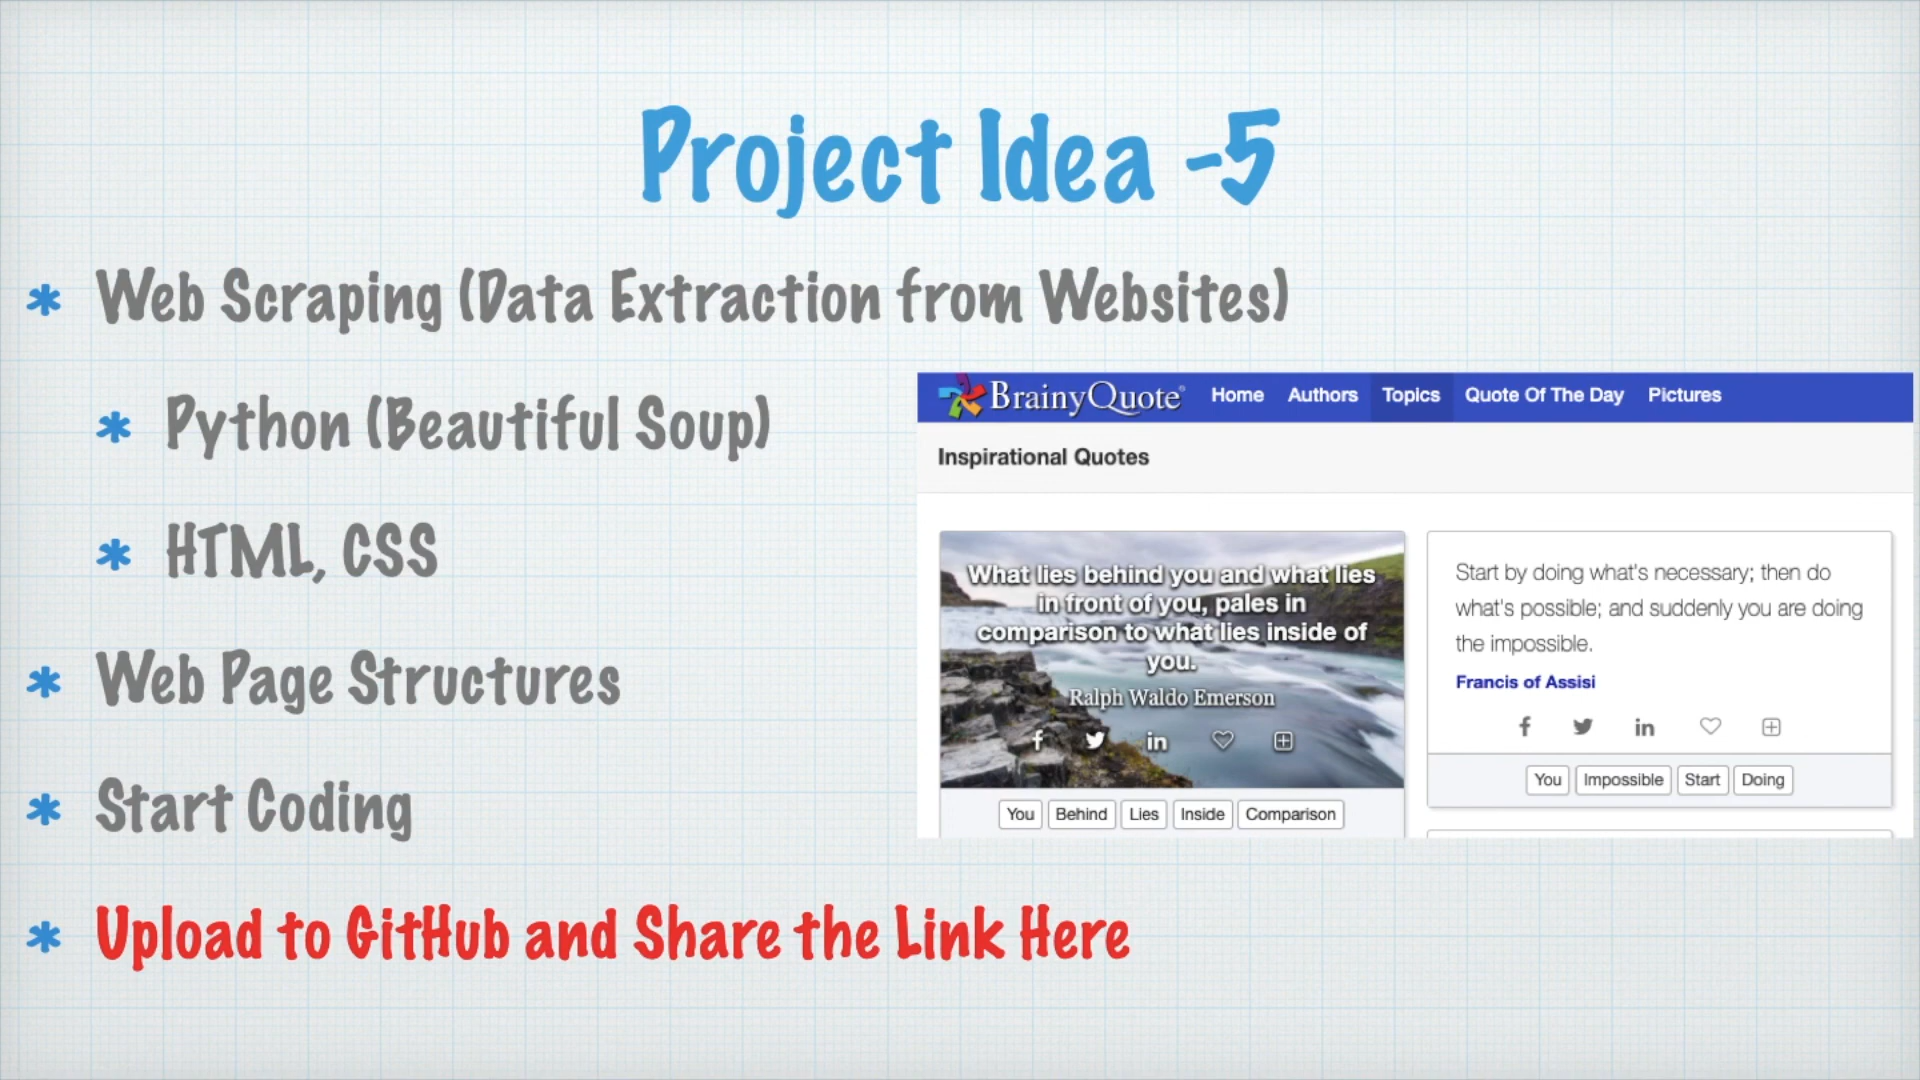 Project Idea -5
* Web Scraping (Data Extraction from Websites)
* Python (Beautiful Soup)
* HTML, CSS
* Web Page Structures
* Start Coding
* Upload to GitHub and Share the Link Here
BrainyQuote® Home Authors Topics Quote Of The Day Pictures
Inspirational Quotes
What lies behind you and what lies
in front of you, pales in
comparison to what lies inside of
you.
Ralph Waldo Emerson
f in
You Behind Lies Inside Comparison
Start by doing what's necessary; then do
what's possible; and suddenly you are doing
the impossible.
Francis of Assisi
f in
You Impossible Start Doing